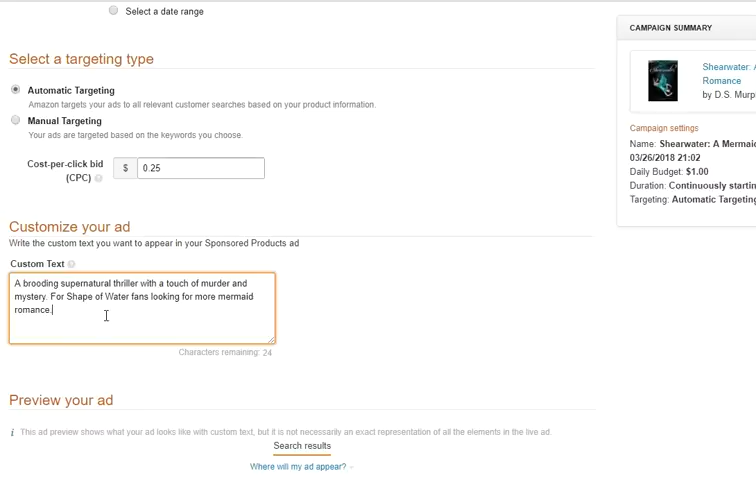 Select a date range
Select a targeting type
Automatic Targeting
Amazon targets your ads to all relevant customer searches based on your product information.
Manual Targeting
Your ads are targeted based on the keywords you choose.
Cost-per-click bid
(CPC)
$ 0.25
Customize your ad
Write the custom text you want to appear in your Sponsored Products ad
Custom Text
A brooding supernatural thriller with a touch of murder and
mystery. For Shape of Water fans looking for more mermaid
romance.
Characters remaining: 24
Preview your ad
This ad preview shows what your ad looks like with custom text, but it is not necessarily an exact representation of all the elements in the live ad.
Search results
Where will my ad appear?
CAMPAIGN SUMMARY
Shearwater: A
Romance
by D.S. Murp
Campaign settings
Name: Shearwater: A Mermaid
03/26/2018 21:02
Daily Budget: $1.00
Duration: Continuously startin
Targeting: Automatic Targeting